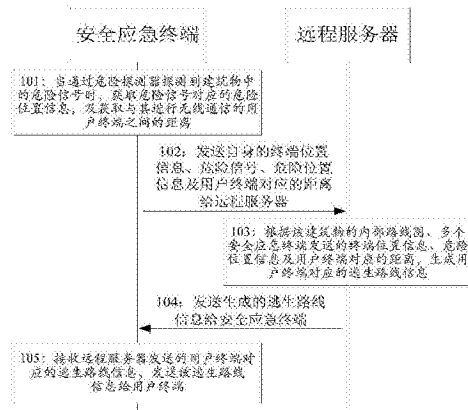 安全应急终端
远程服务器
101：当通过危险探测器探测到建筑物中
的危险信号时，获取危险信号对应的危险
位置信息，及获取与其进行无线通信的用
户终端之间的距离
102：发送自身的终端位置
信息、危险信号、危险位置
信息及用户终端对应的距离
给远程服务器
103：根据该建筑物的内部路线图、多个
安全应急终端发送的终端位置信息、危险
位置信息及用户终端对应的距离，生成用
户终端对应的逃生路线信息
104：发送生成的逃生路线
信息给安全应急终端
105：接收远程服务器发送的用户终端对
应的逃生路线信息，发送该逃生路线
信息给用户终端